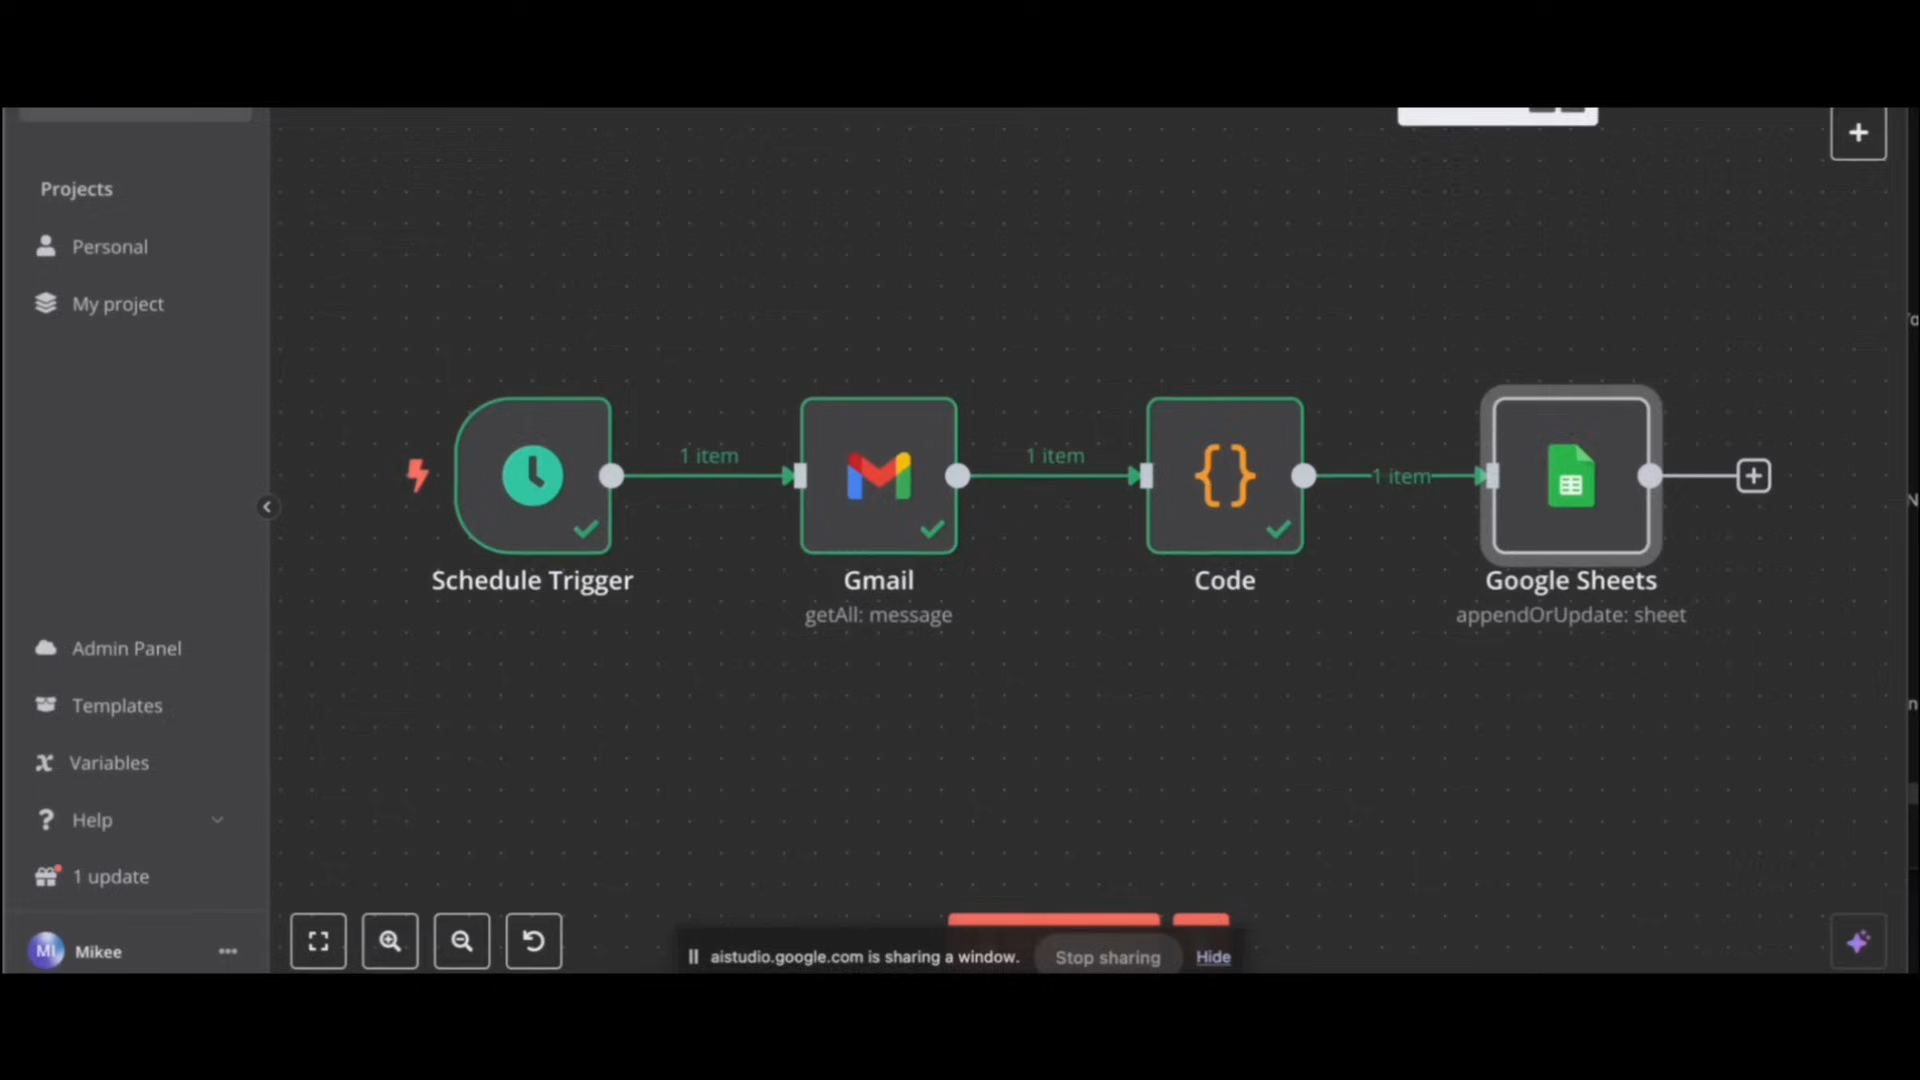 Projects
Personal
My project
1 item
1 item
1 item
Schedule Trigger
Gmail
getAll: message
Code
Google Sheets
appendOrUpdate: sheet
Admin Panel
Templates
Variables
Help
1 update
MI
Mikee
aistudio.google.com is sharing a window.
Stop sharing
Hide